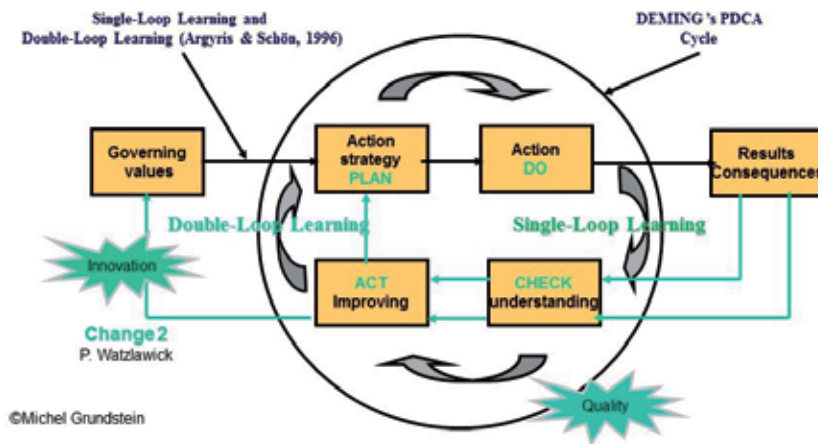 Single-Loop Learning and
Double-Loop Learning (Argyris & Schön, 1996)
DEMING's PDCA
Cycle
Governing
values
Action
strategy
PLAN
Action
DO
Results
Consequences
Double-Loop Learning
Single-Loop Learning
Innovation
ACT
Improving
CHECK
understanding
Change 2
P. Watzlawick
Quality
©Michel Grundstein